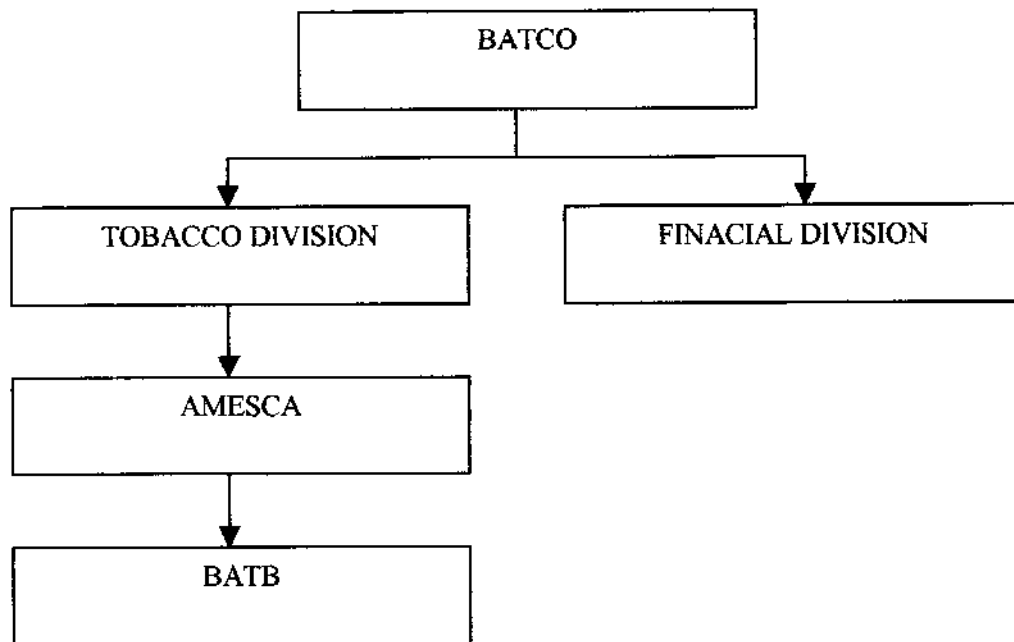 BATCO
TOBACCO DIVISION
FINACIAL DIVISION
AMESCA
BATB